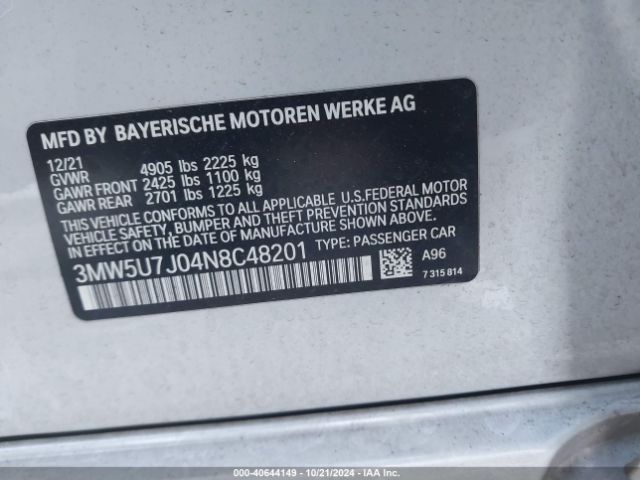 MFD BY BAYERISCHE MOTOREN WERKE AG
12/21
GVWR 4905 lbs 2225 kg
GAWR FRONT 2425 lbs 1100 kg
GAWR REAR 2701 lbs 1225 kg
THIS VEHICLE CONFORMS TO ALL APPLICABLE U.S.FEDERAL MOTOR
VEHICLE SAFETY, BUMPER AND THEFT PREVENTION STANDARDS
IN EFFECT ON THE DATE OF MANUFACTURE SHOWN ABOVE.
3MW5U7J04N8C48201 TYPE: PASSENGER CAR
A96
7 315 814
000-40644149 - 10/21/2024 - IAAI.COM